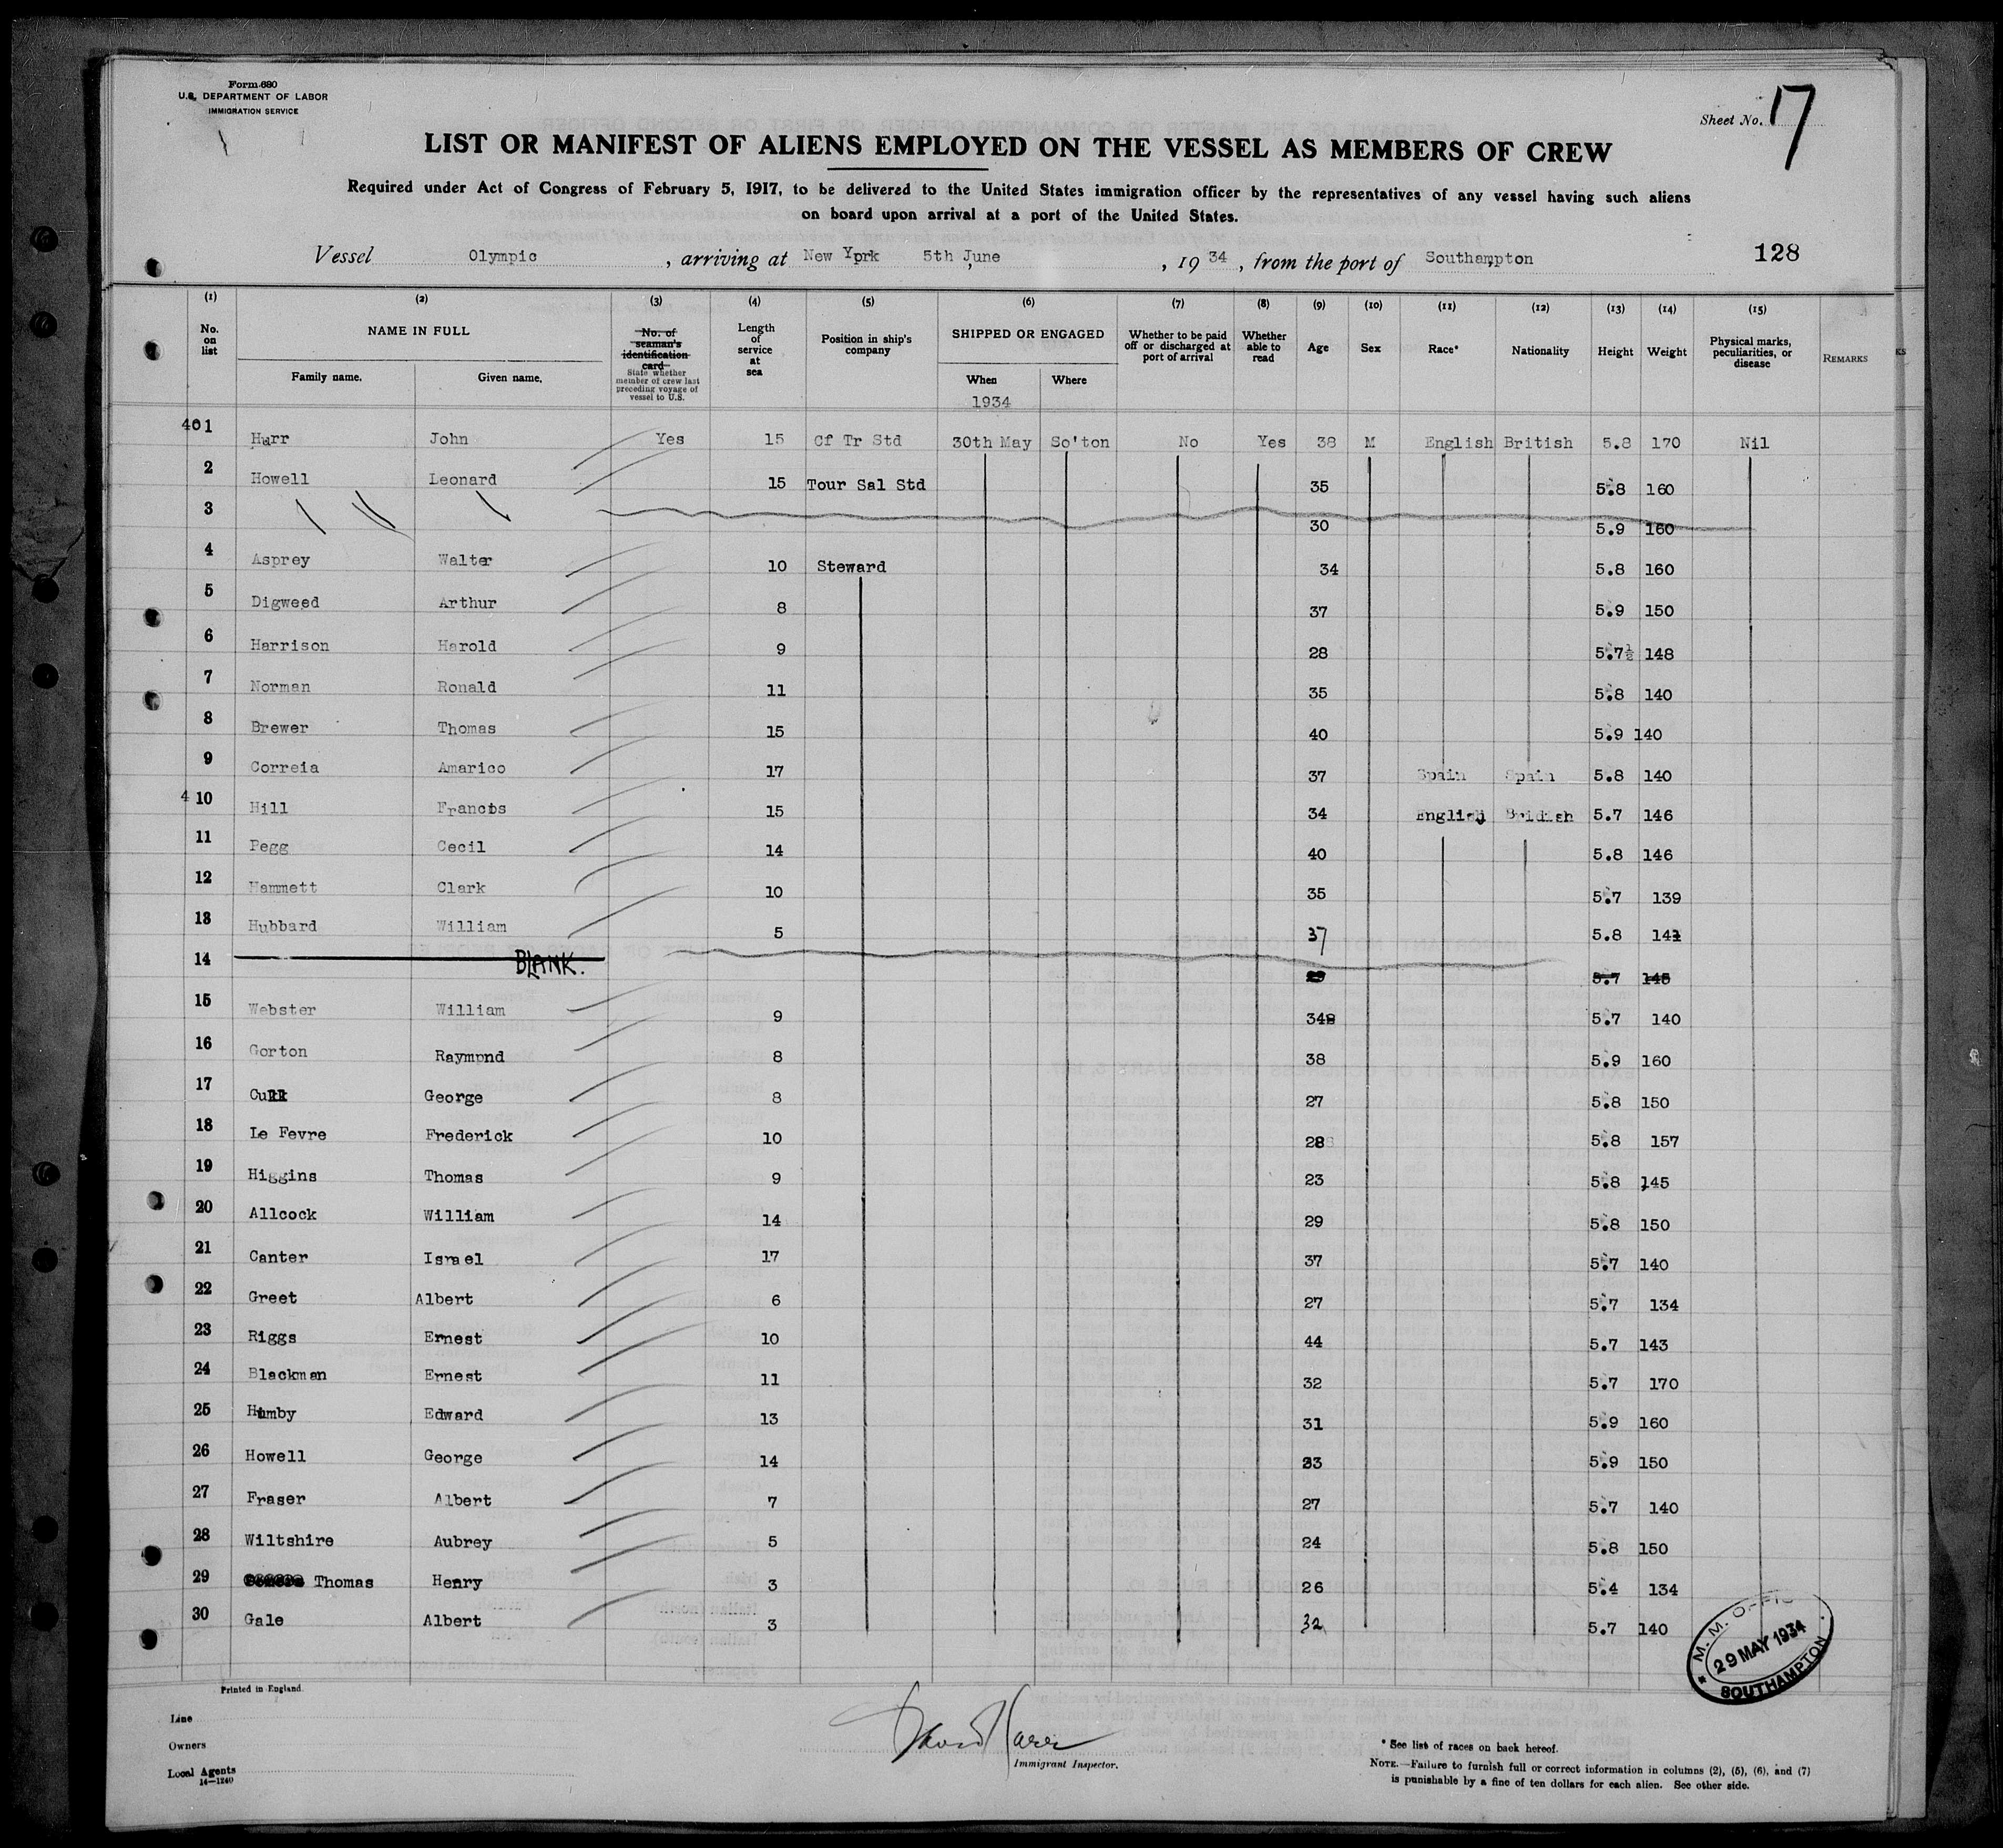 Form 680
U.S. DEPARTMENT OF LABOR
IMMIGRATION SERVICE
Sheet No. 17
LIST OR MANIFEST OF ALIENS EMPLOYED ON THE VESSEL AS MEMBERS OF CREW
Required under Act of Congress of February 5, 1917, to be delivered to the United States immigration officer by the representatives of any vessel having such aliens
on board upon arrival at a port of the United States.
Vessel Olympic , arriving at New York 5th June , 19 34 , from the port of Southampton 128
(1) (2) (3) (4) (5) (6) (7) (8) (9) (10) (11) (12) (13) (14) (15)
No. on list
NAME IN FULL
Family name. Given name.
No. of seaman's identification card
State whether member of crew last preceding voyage of vessel to U.S.
Length of service at sea
Position in ship's company
SHIPPED OR ENGAGED
When Where
1934
Whether to be paid off or discharged at port of arrival
Whether able to read
Age
Sex
Race*
Nationality
Height
Weight
Physical marks, peculiarities, or disease
REMARKS
401 Hurr John Yes 15 Cf Tr Std 30th May So'ton No Yes 38 M English British 5.8 170 Nil
2 Howell Leonard 15 Tour Sal Std 35 5.8 160
3 30 5.9 160
4 Asprey Walter 10 Steward 34 5.8 160
5 Digweed Arthur 8 37 5.9 150
6 Harrison Harold 9 28 5.7½ 148
7 Norman Ronald 11 35 5.8 140
8 Brewer Thomas 15 40 5.9 140
9 Correia Amarico 17 37 Spain Spain 5.8 140
410 Hill Francis 15 34 English Bridish 5.7 146
11 Pegg Cecil 14 40 5.8 146
12 Hammett Clark 10 35 5.7 139
13 Hubbard William 5 37 5.8
14 BLANK. 5.7 145
15 Webster William 9 34 5.7 140
16 Gorton Raymond 8 38 5.9 160
17 George 8 27 5.8 150
18 Le Fevre Frederick 10 28 5.8 157
19 Higgins Thomas 9 23 5.8 145
20 Allcock William 14 29 5.8 150
21 Canter Israel 17 37 5.7 140
22 Greet Albert 6 27 5.7 134
23 Riggs Ernest 10 44 5.7 143
24 Blackman Ernest 11 32 5.7 170
25 Edward 13 31 5.9 160
26 Howell George 14 5.9 150
27 Fraser Albert 7 27 5.7 140
28 Wiltshire Aubrey 5 24 5.8 150
29 Thomas Henry 3 26 5.4 134
30 Gale Albert 3 32 5.7 140
M. M. OFFIC
29 MAY 1934
SOUTHAMPTON
Printed in England.
Line
Owners
Local Agents
14—1240
Immigrant Inspector.
* See list of races on back hereof.
NOTE.—Failure to furnish full or correct information in columns (2), (5), (6), and (7)
is punishable by a fine of ten dollars for each alien. See other side.